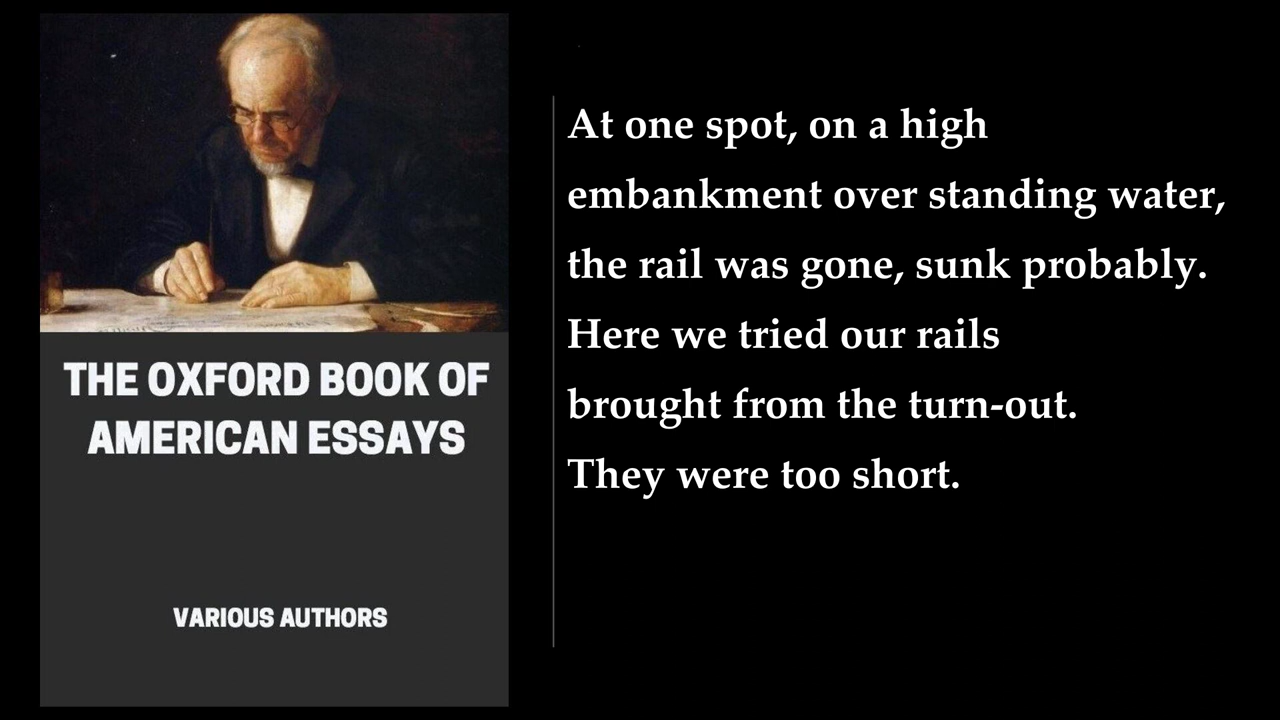 THE OXFORD BOOK OF
AMERICAN ESSAYS
VARIOUS AUTHORS
At one spot, on a high
embankment over standing water,
the rail was gone, sunk probably.
Here we tried our rails
brought from the turn-out.
They were too short.